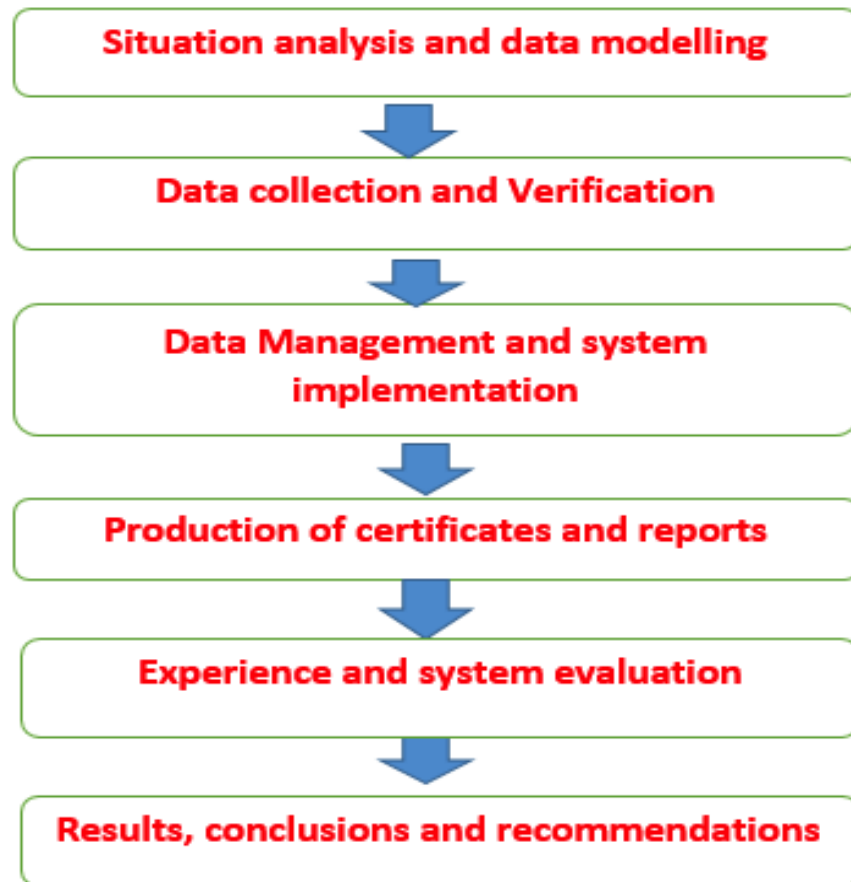 Situation analysis and data modelling
Data collection and Verification
Data Management and system
implementation
Production of certificates and reports
Experience and system evaluation
Results, conclusions and recommendations